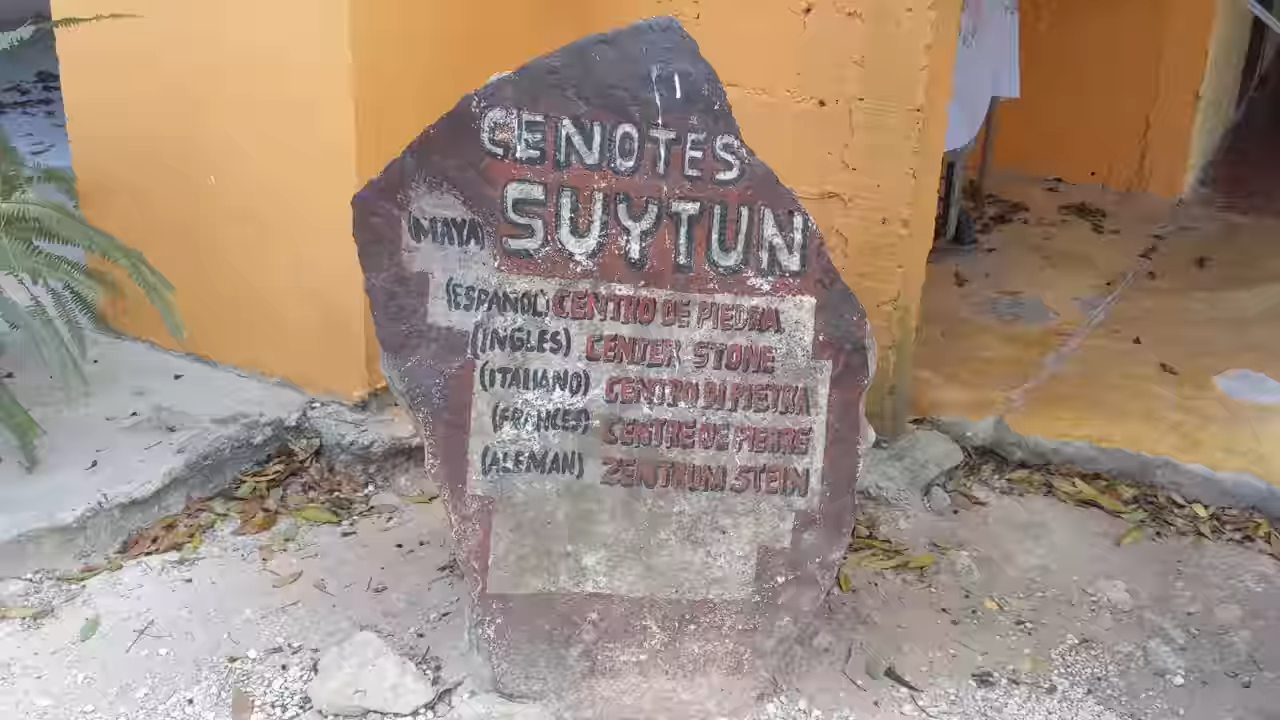 CENOTES
(MAYA) SUYTUN
(ESPAÑOL) CENTRO DE PIEDRA
(INGLES) CENTER STONE
(ITALIANO) CENTRO DI PIETRA
(FRANCES) CENTRE DE PIERRE
(ALEMAN) ZENTRUM STEIN